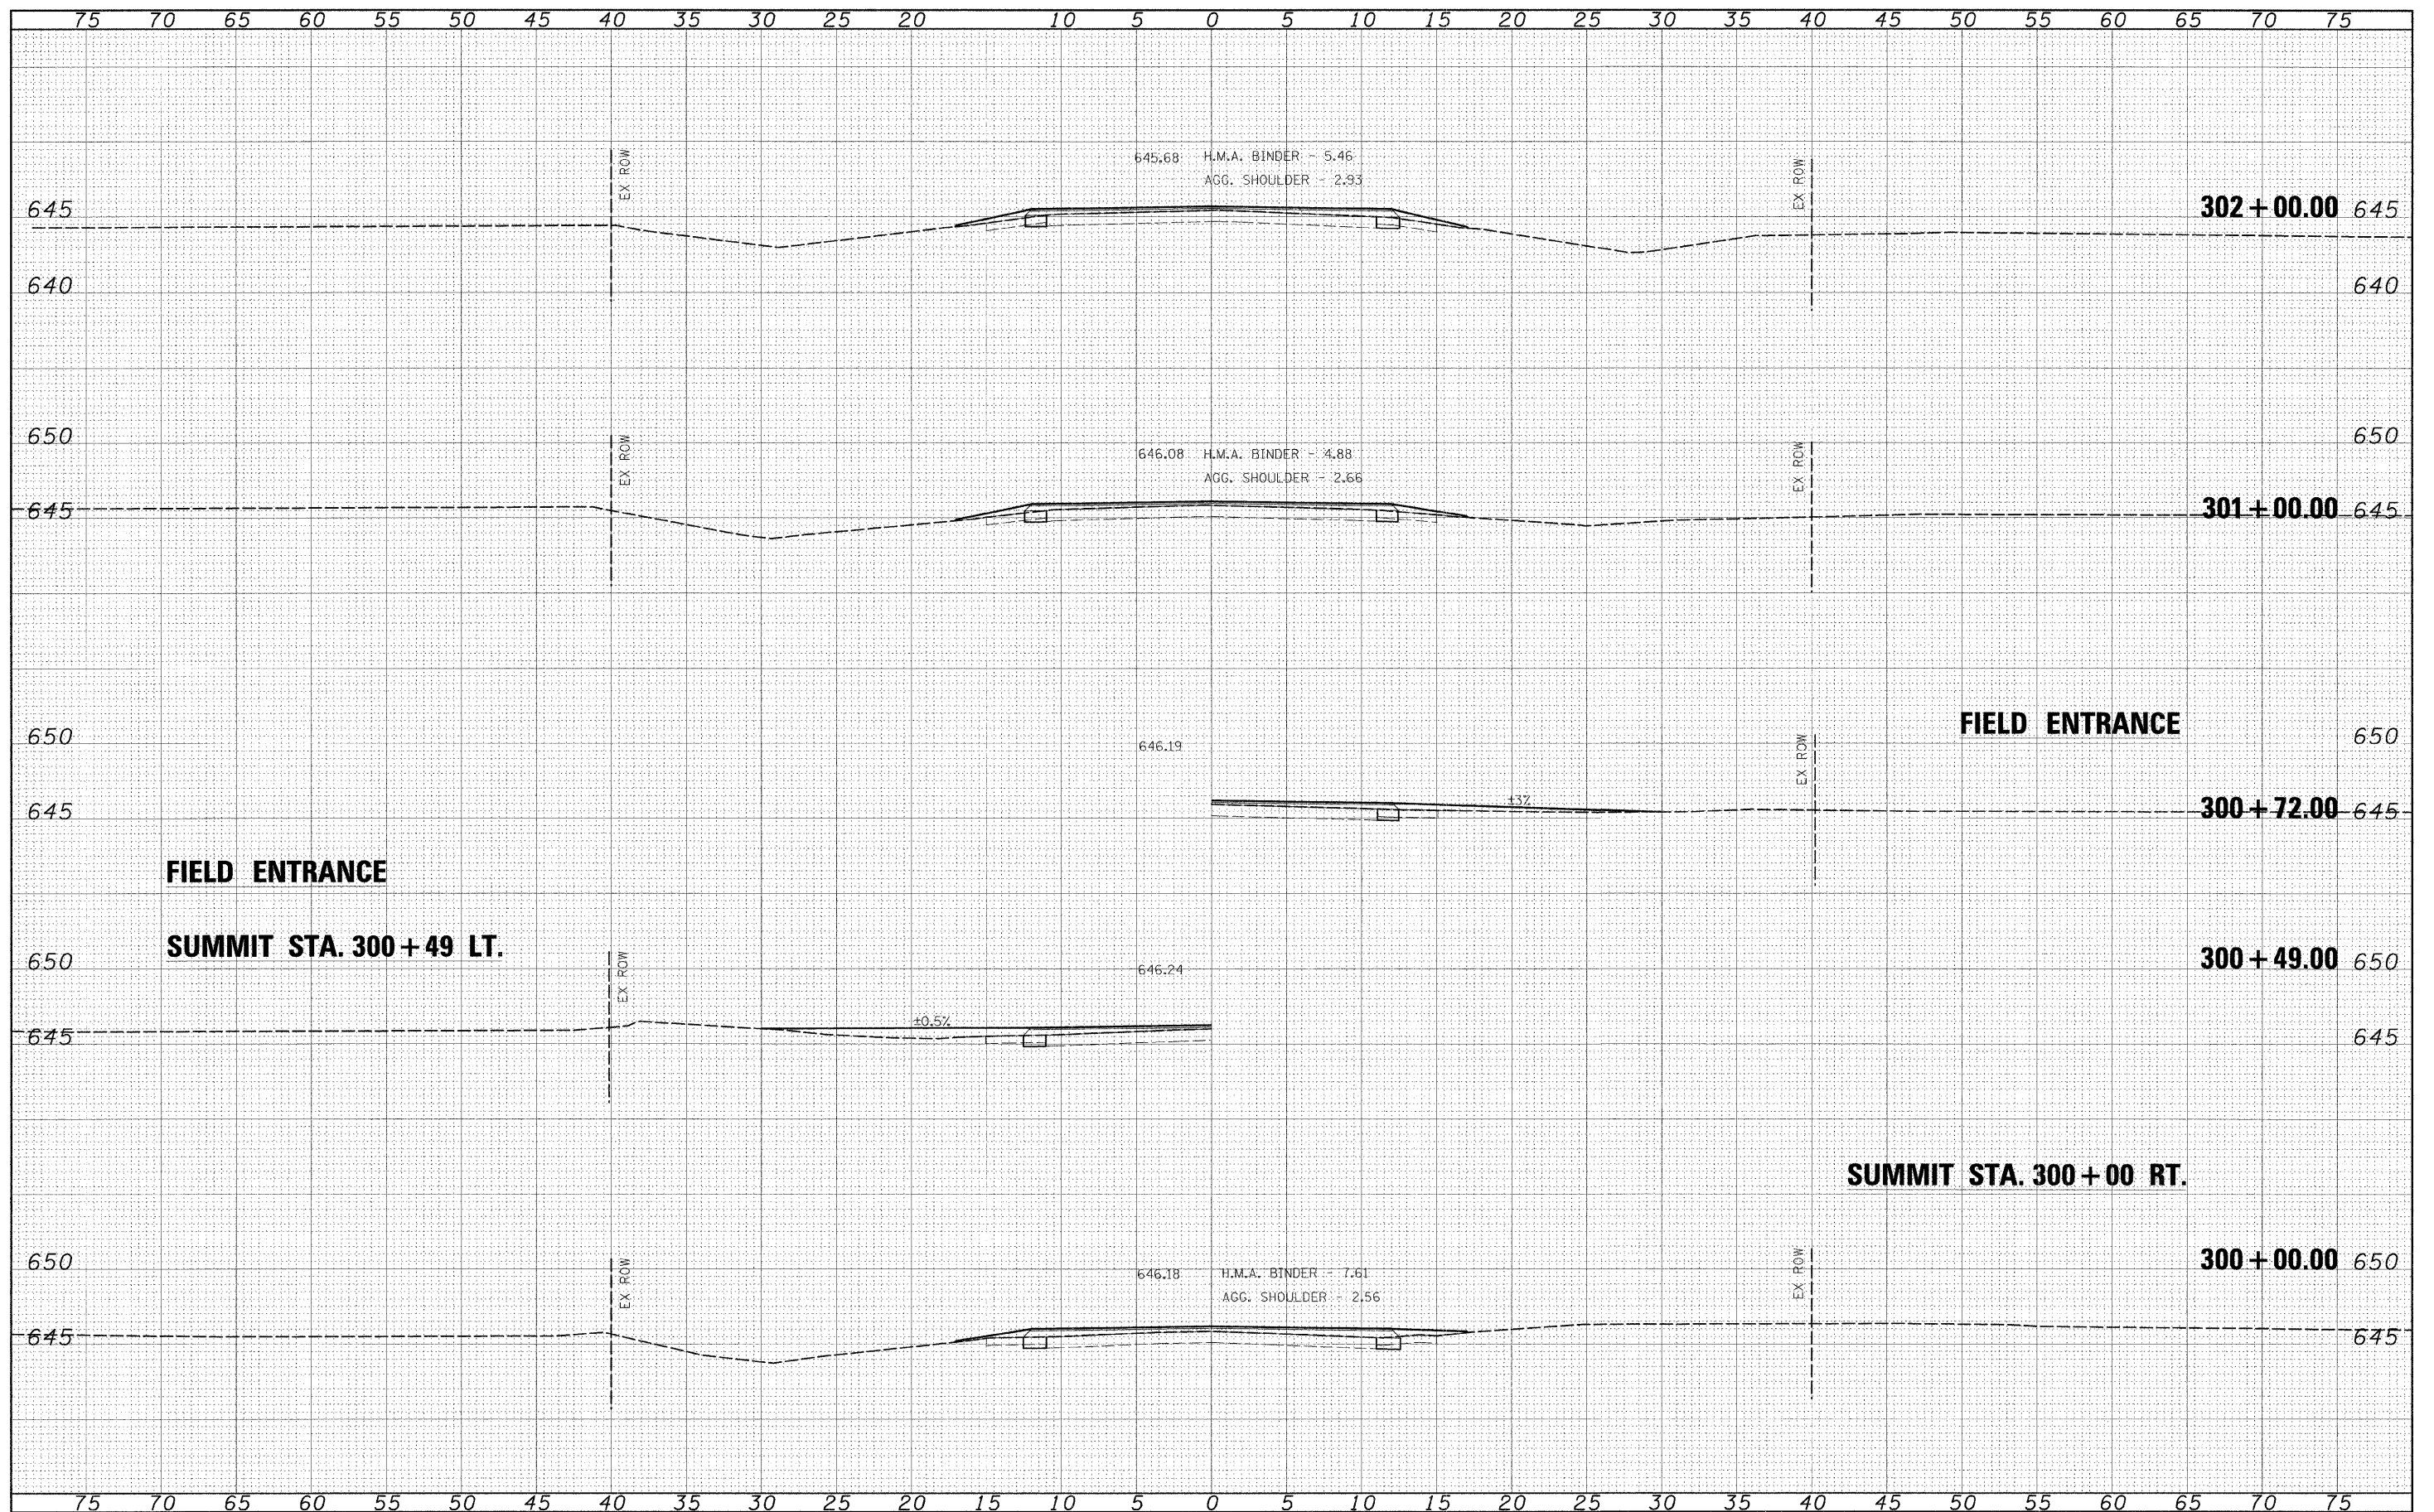 75 70 65 60 55 50 45 40 35 30 25 20 10 5 0 5 10 15 20 25 30 35 40 45 50 55 60 65 70 75
EX ROW
645.68 H.M.A. BINDER - 5.46
AGG. SHOULDER - 2.93
EX ROW
645 302+00.00 645
640 640
650 650
EX ROW
646.08 H.M.A. BINDER - 4.88
AGG. SHOULDER - 2.66
EX ROW
645 301+00.00 645
FIELD ENTRANCE
650 646.19 650
EX ROW
±3%
645 300+72.00 645
FIELD ENTRANCE
SUMMIT STA. 300+49 LT.
650 646.24 300+49.00 650
EX ROW
±0.5%
645 645
SUMMIT STA. 300+00 RT.
650 300+00.00 650
EX ROW
646.18 H.M.A. BINDER - 7.61
AGG. SHOULDER - 2.56
EX ROW
645 645
75 70 65 60 55 50 45 40 35 30 25 20 15 10 5 0 5 10 15 20 25 30 35 40 45 50 55 60 65 70 75